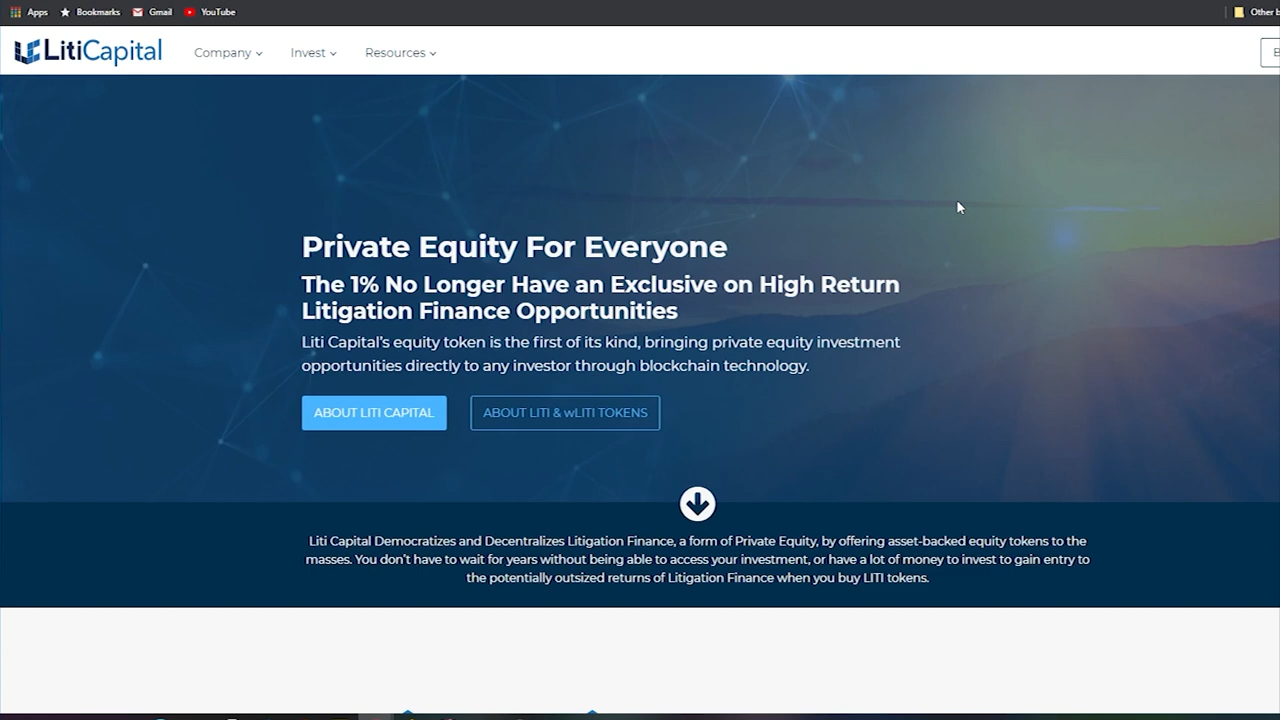 Apps Bookmarks Gmail YouTube Other b
LitiCapital Company Invest Resources
Private Equity For Everyone
The 1% No Longer Have an Exclusive on High Return
Litigation Finance Opportunities
Liti Capital's equity token is the first of its kind, bringing private equity investment
opportunities directly to any investor through blockchain technology.
ABOUT LITI CAPITAL ABOUT LITI & wLITI TOKENS
Liti Capital Democratizes and Decentralizes Litigation Finance, a form of Private Equity, by offering asset-backed equity tokens to the
masses. You don't have to wait for years without being able to access your investment, or have a lot of money to invest to gain entry to
the potentially outsized returns of Litigation Finance when you buy LITI tokens.